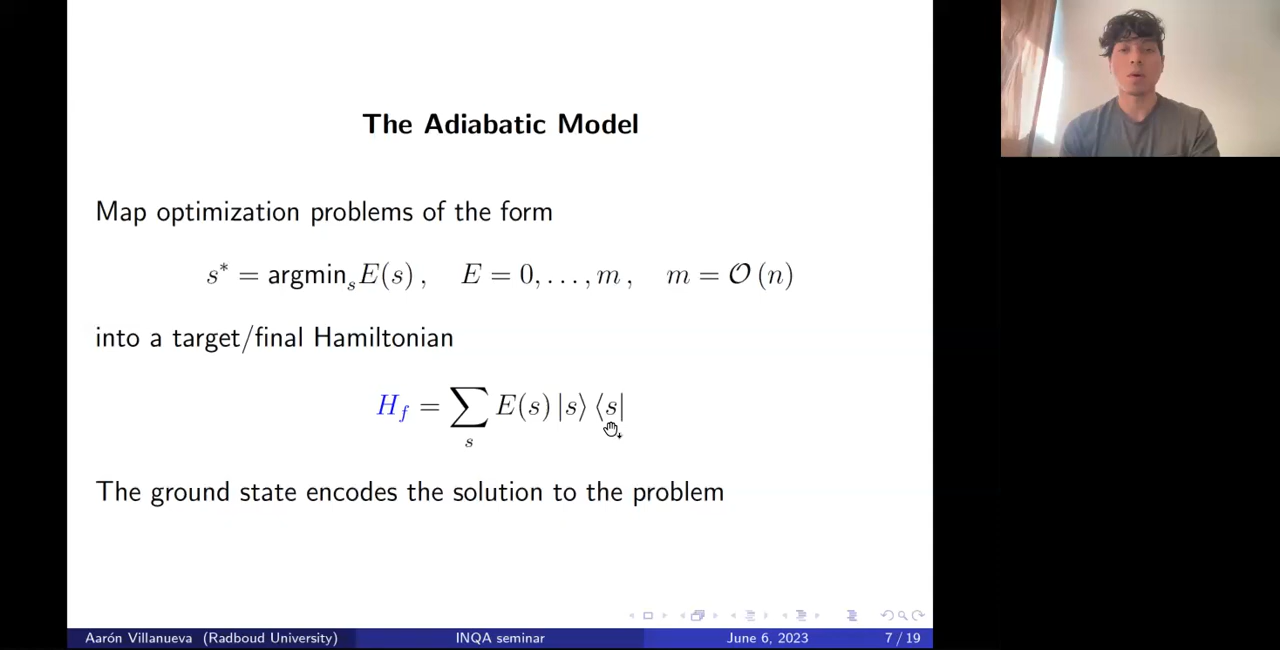 The Adiabatic Model
Map optimization problems of the form
s* = argmin_s E(s) ,   E = 0, . . . , m ,   m = 𝒪 (n)
into a target/final Hamiltonian
H_f = ∑_s E(s) |s⟩ ⟨s|
The ground state encodes the solution to the problem
Aarón Villanueva (Radboud University) INQA seminar June 6, 2023 7 / 19